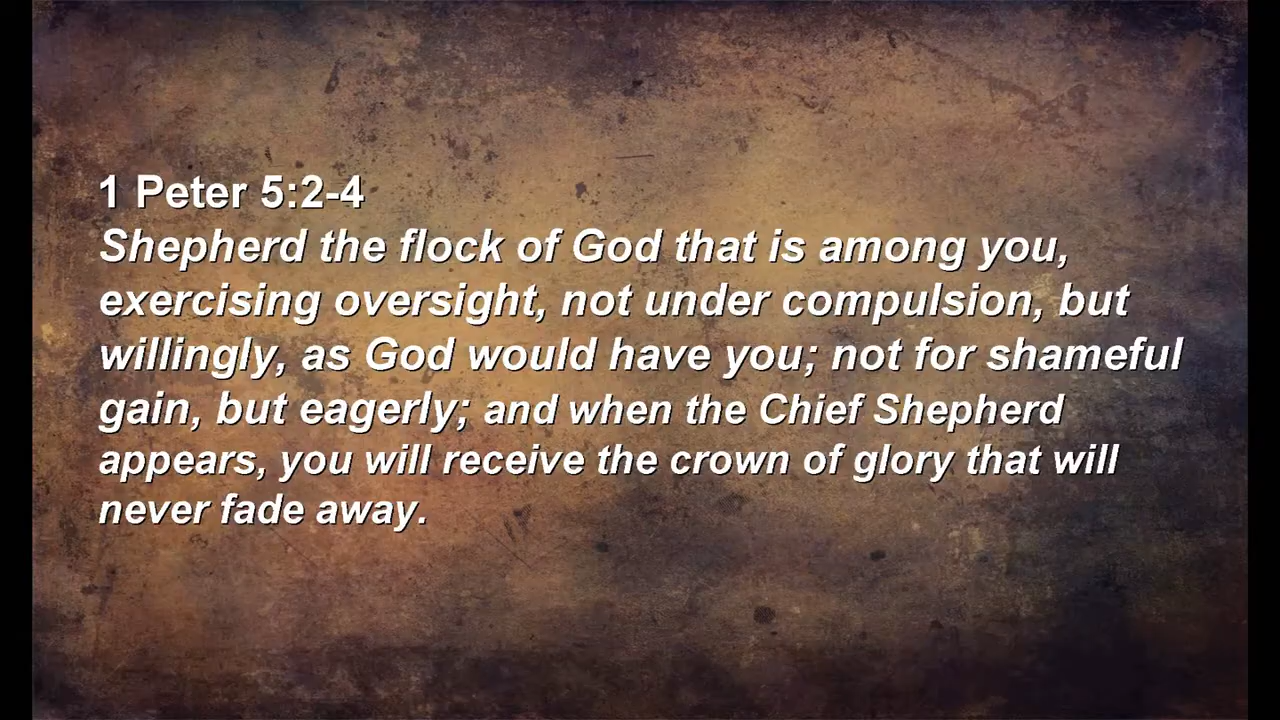 1 Peter 5:2-4
Shepherd the flock of God that is among you,
exercising oversight, not under compulsion, but
willingly, as God would have you; not for shameful
gain, but eagerly; and when the Chief Shepherd
appears, you will receive the crown of glory that will
never fade away.